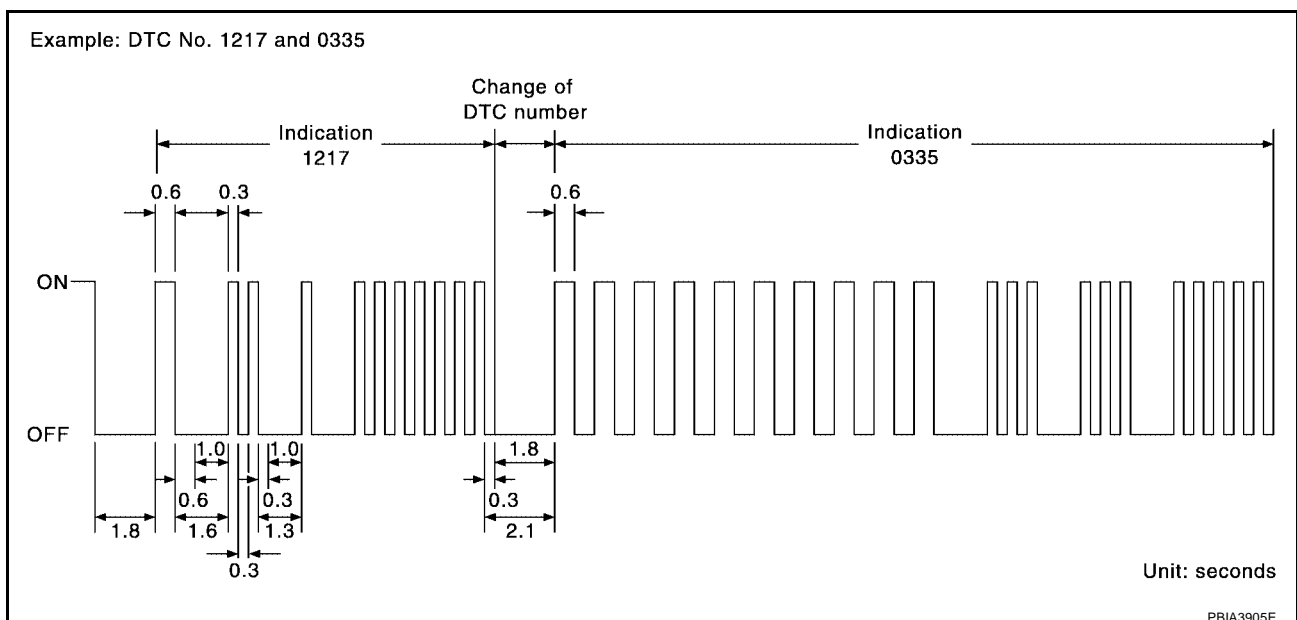 Example: DTC No. 1217 and 0335
Change of
DTC number
Indication
1217
Indication
0335
0.6
0.3
0.6
ON
OFF
1.0
1.0
1.8
0.6
0.3
0.3
1.8
1.6
1.3
2.1
0.3
Unit: seconds
PBIA3905E